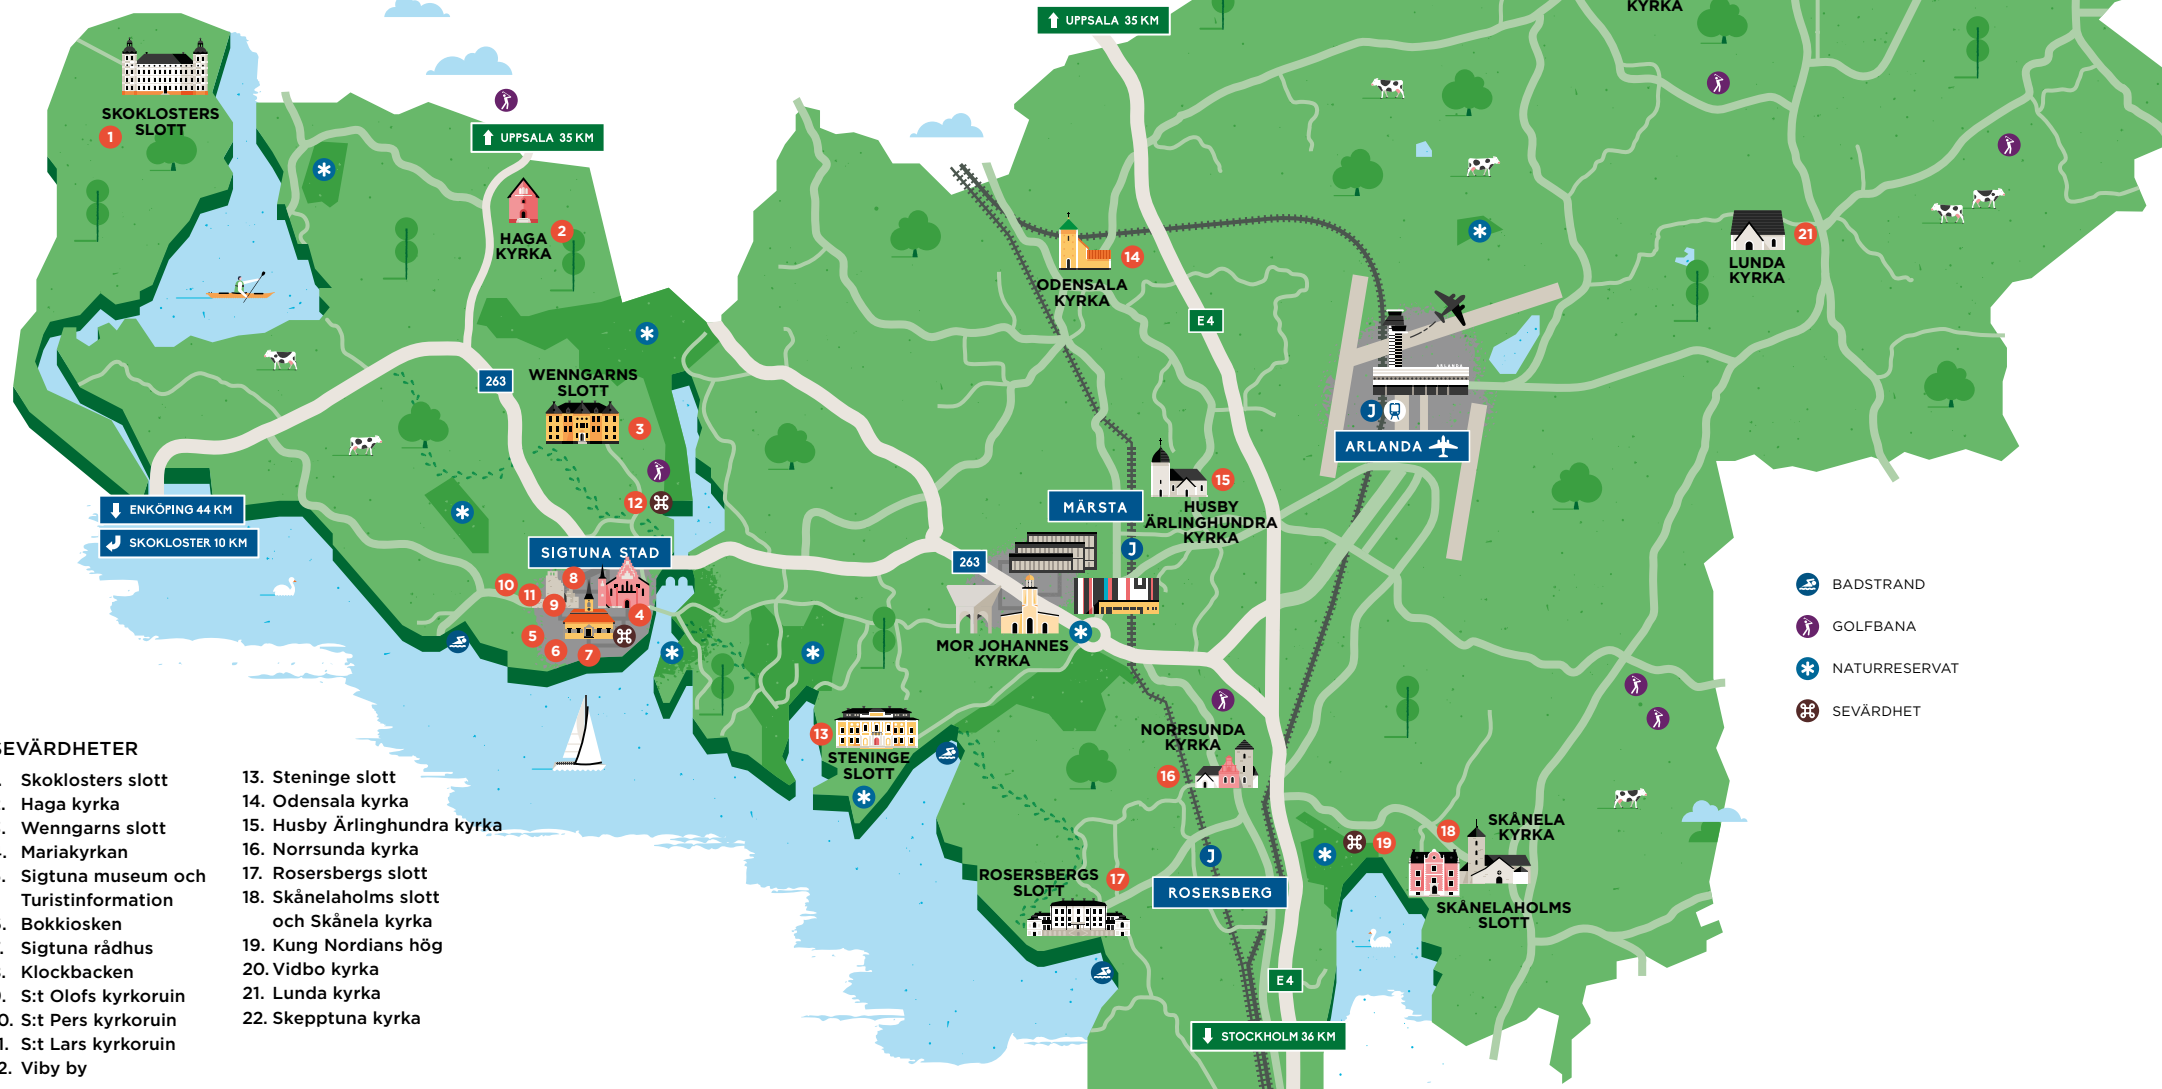 KYRKA
UPPSALA 35 KM
SKOKLOSTERS
SLOTT
1
UPPSALA 35 KM
HAGA
KYRKA
2
14
ODENSALA
KYRKA
21
LUNDA
KYRKA
E4
263
WENNGARNS
SLOTT
3
J
ARLANDA
12
15
HUSBY
ÄRLINGHUNDRA
KYRKA
MÄRSTA
J
ENKÖPING 44 KM
SKOKLOSTER 10 KM
SIGTUNA STAD
263
10
11
8
9
4
5
6
7
MOR JOHANNES
KYRKA
BADSTRAND
GOLFBANA
NATURRESERVAT
SEVÄRDHET
13
STENINGE
SLOTT
NORRSUNDA
KYRKA
16
18
SKÅNELA
KYRKA
19
SKÅNELAHOLMS
SLOTT
J
ROSERSBERG
ROSERSBERGS
SLOTT
17
E4
STOCKHOLM 36 KM
SEVÄRDHETER
Skoklosters slott
Haga kyrka
Wenngarns slott
Mariakyrkan
Sigtuna museum och
Turistinformation
Bokkiosken
Sigtuna rådhus
Klockbacken
S:t Olofs kyrkoruin
S:t Pers kyrkoruin
S:t Lars kyrkoruin
Viby by
13. Steninge slott
14. Odensala kyrka
15. Husby Ärlinghundra kyrka
16. Norrsunda kyrka
17. Rosersbergs slott
18. Skånelaholms slott
och Skånela kyrka
19. Kung Nordians hög
20. Vidbo kyrka
21. Lunda kyrka
22. Skepptuna kyrka